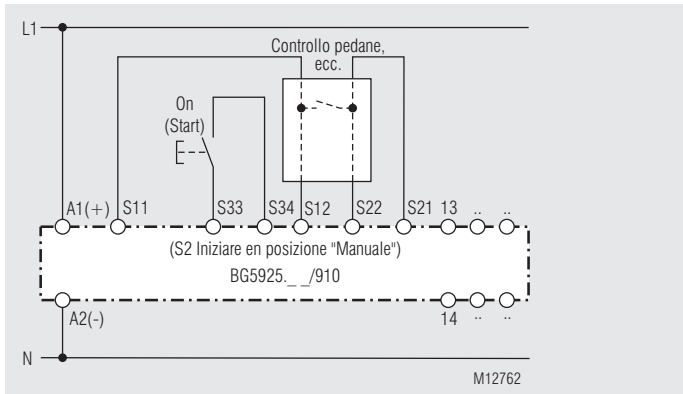 L1
Controllo pedane,
ecc.
On
(Start)
A1(+) S11 S33 S34 S12 S22 S21 13 .. ..
(S2 Iniziare en posizione "Manuale")
BG5925._ _/910
A2(-) 14 .. ..
N
M12762